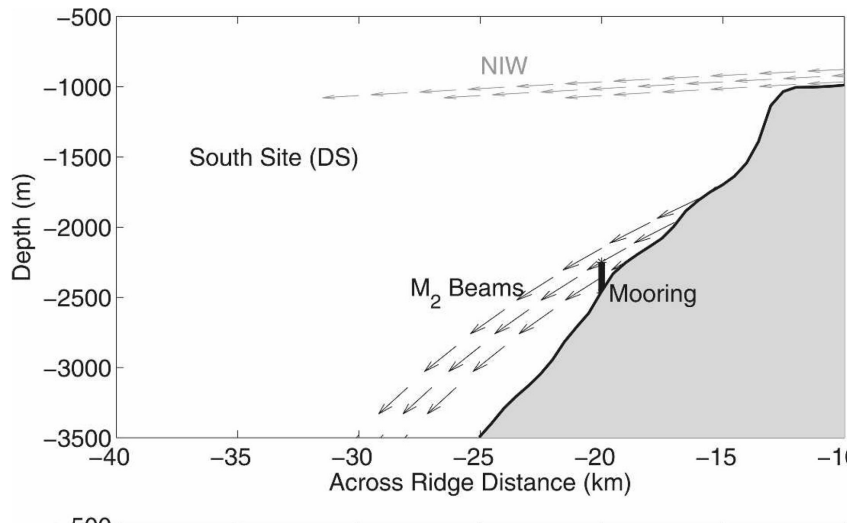 −500
NIW
−1000
South Site (DS)
−1500
Depth (m)
−2000
M2 Beams
Mooring
−2500
−3000
−3500
−40 −35 −30 −25 −20 −15
Across Ridge Distance (km)